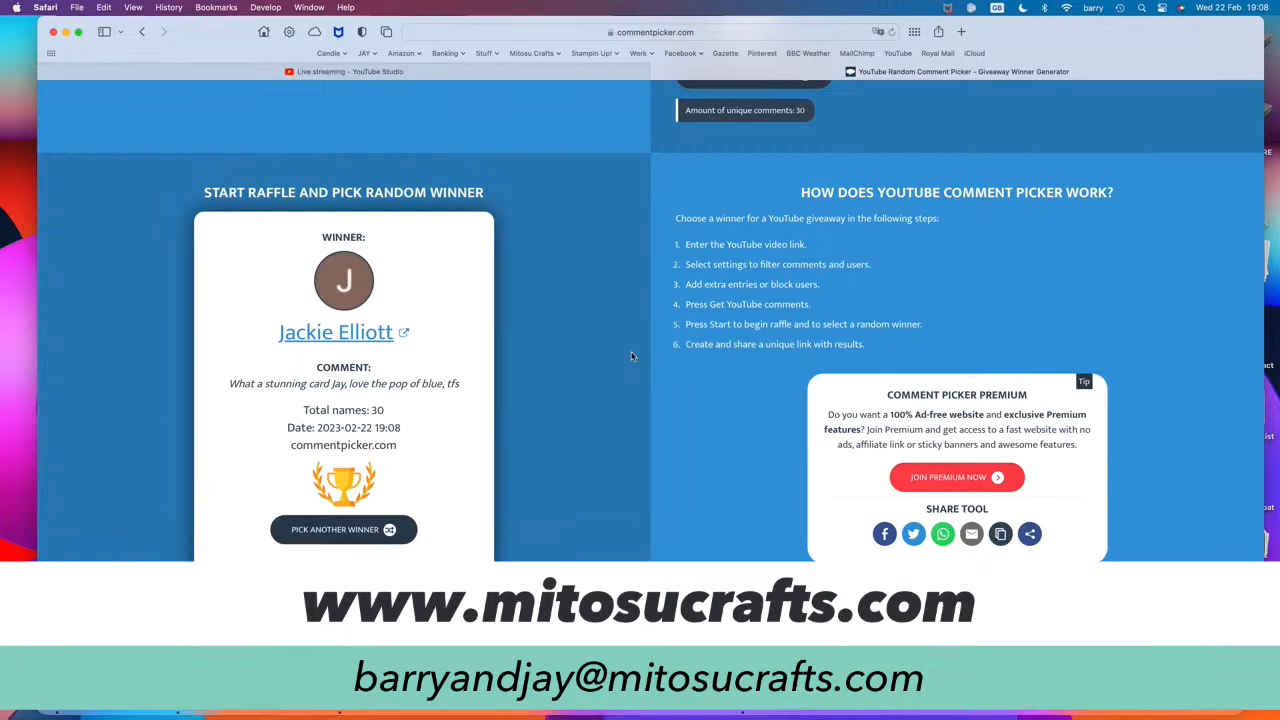 Safari File Edit View History Bookmarks Develop Window Help
GB
barry
Wed 22 Feb 19:08
commentpicker.com
Candle JAY Amazon Banking Stuff Mitosu Crafts Stampin Up! Work Facebook Gazette Pinterest BBC Weather MailChimp YouTube Royal Mail iCloud
Live streaming - YouTube Studio
YouTube Random Comment Picker - Giveaway Winner Generator
Amount of unique comments: 30
START RAFFLE AND PICK RANDOM WINNER
WINNER:
J
Jackie Elliott
COMMENT:
What a stunning card Jay, love the pop of blue, tfs
Total names: 30
Date: 2023-02-22 19:08
commentpicker.com
PICK ANOTHER WINNER
HOW DOES YOUTUBE COMMENT PICKER WORK?
Choose a winner for a YouTube giveaway in the following steps:
1. Enter the YouTube video link.
2. Select settings to filter comments and users.
3. Add extra entries or block users.
4. Press Get YouTube comments.
5. Press Start to begin raffle and to select a random winner.
6. Create and share a unique link with results.
Tip
COMMENT PICKER PREMIUM
Do you want a 100% Ad-free website and exclusive Premium
features? Join Premium and get access to a fast website with no
ads, affiliate link or sticky banners and awesome features.
JOIN PREMIUM NOW
SHARE TOOL
www.mitosucrafts.com
barryandjay@mitosucrafts.com